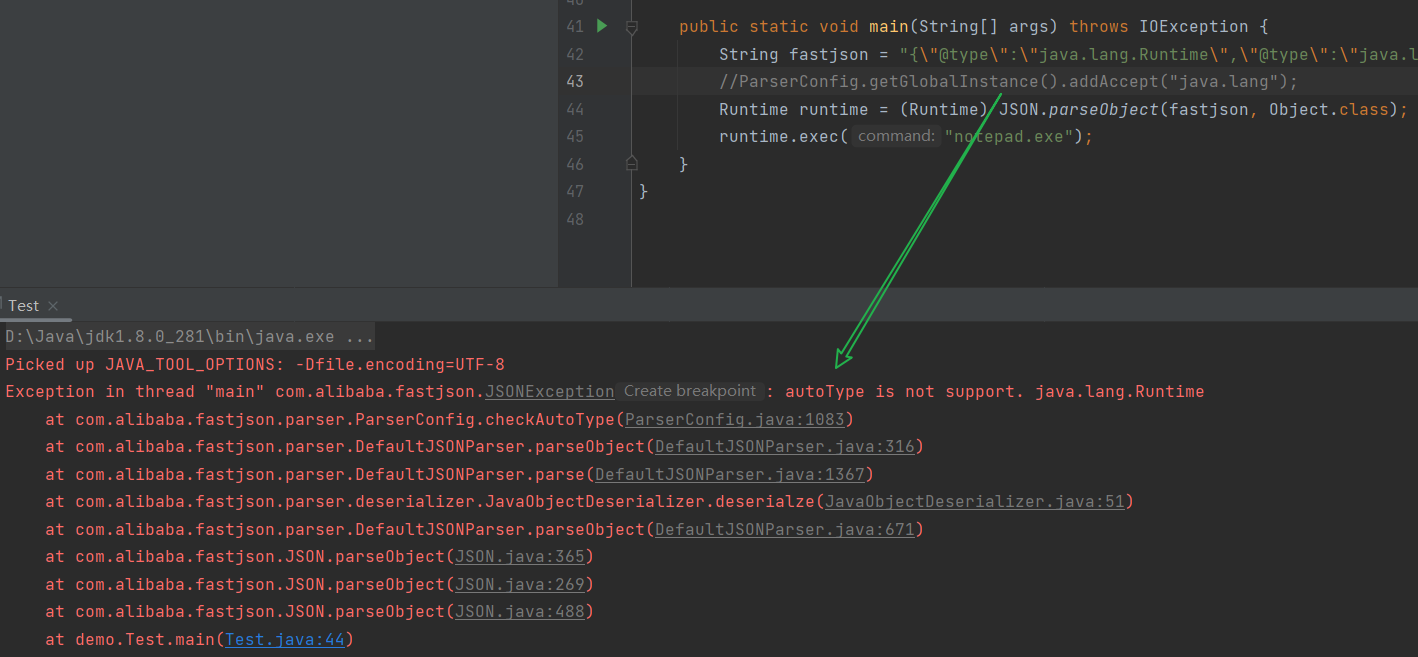 41 public static void main(String[] args) throws IOException {
42 String fastjson = "{\"@type\":\"java.lang.Runtime\",\"@type\":\"java.l
43 //ParserConfig.getGlobalInstance().addAccept("java.lang");
44 Runtime runtime = (Runtime) JSON.parseObject(fastjson, Object.class);
45 runtime.exec( command: "notepad.exe");
46 }
47 }
48
Test ×
D:\Java\jdk1.8.0_281\bin\java.exe ...
Picked up JAVA_TOOL_OPTIONS: -Dfile.encoding=UTF-8
Exception in thread "main" com.alibaba.fastjson.JSONException Create breakpoint : autoType is not support. java.lang.Runtime
at com.alibaba.fastjson.parser.ParserConfig.checkAutoType(ParserConfig.java:1083)
at com.alibaba.fastjson.parser.DefaultJSONParser.parseObject(DefaultJSONParser.java:316)
at com.alibaba.fastjson.parser.DefaultJSONParser.parse(DefaultJSONParser.java:1367)
at com.alibaba.fastjson.parser.deserializer.JavaObjectDeserializer.deserialze(JavaObjectDeserializer.java:51)
at com.alibaba.fastjson.parser.DefaultJSONParser.parseObject(DefaultJSONParser.java:671)
at com.alibaba.fastjson.JSON.parseObject(JSON.java:365)
at com.alibaba.fastjson.JSON.parseObject(JSON.java:269)
at com.alibaba.fastjson.JSON.parseObject(JSON.java:488)
at demo.Test.main(Test.java:44)